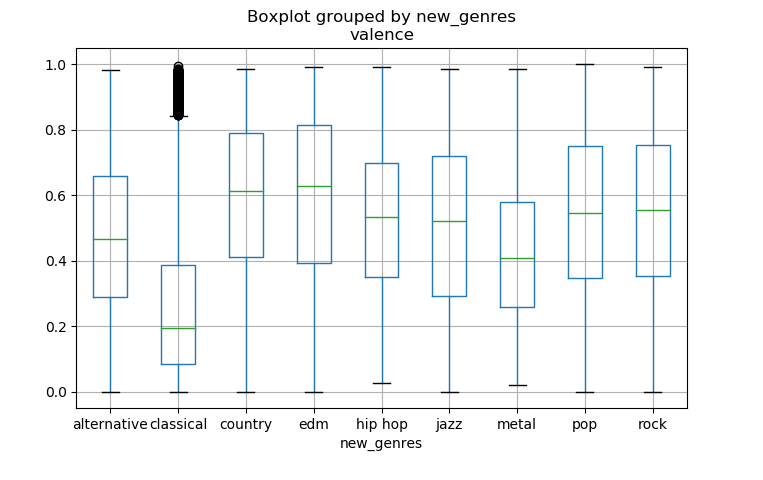 Boxplot grouped by new_genres
valence
1.0
0.8
0.6
0.4
0.2
0.0
alternative classical country edm hip hop jazz metal pop rock
new_genres